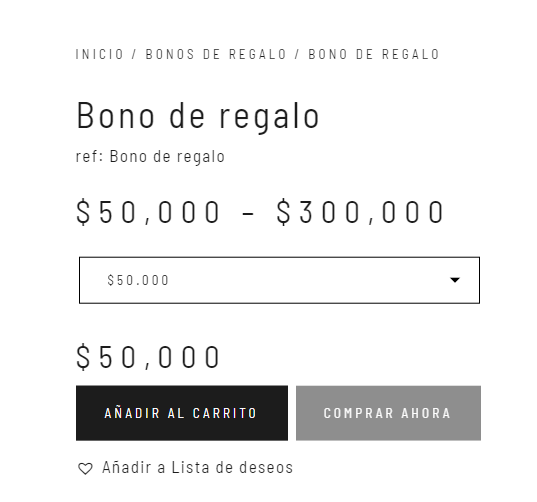 INICIO / BONOS DE REGALO / BONO DE REGALO
Bono de regalo
ref: Bono de regalo
$50,000 – $300,000
$50.000
$50,000
AÑADIR AL CARRITO
COMPRAR AHORA
Añadir a Lista de deseos